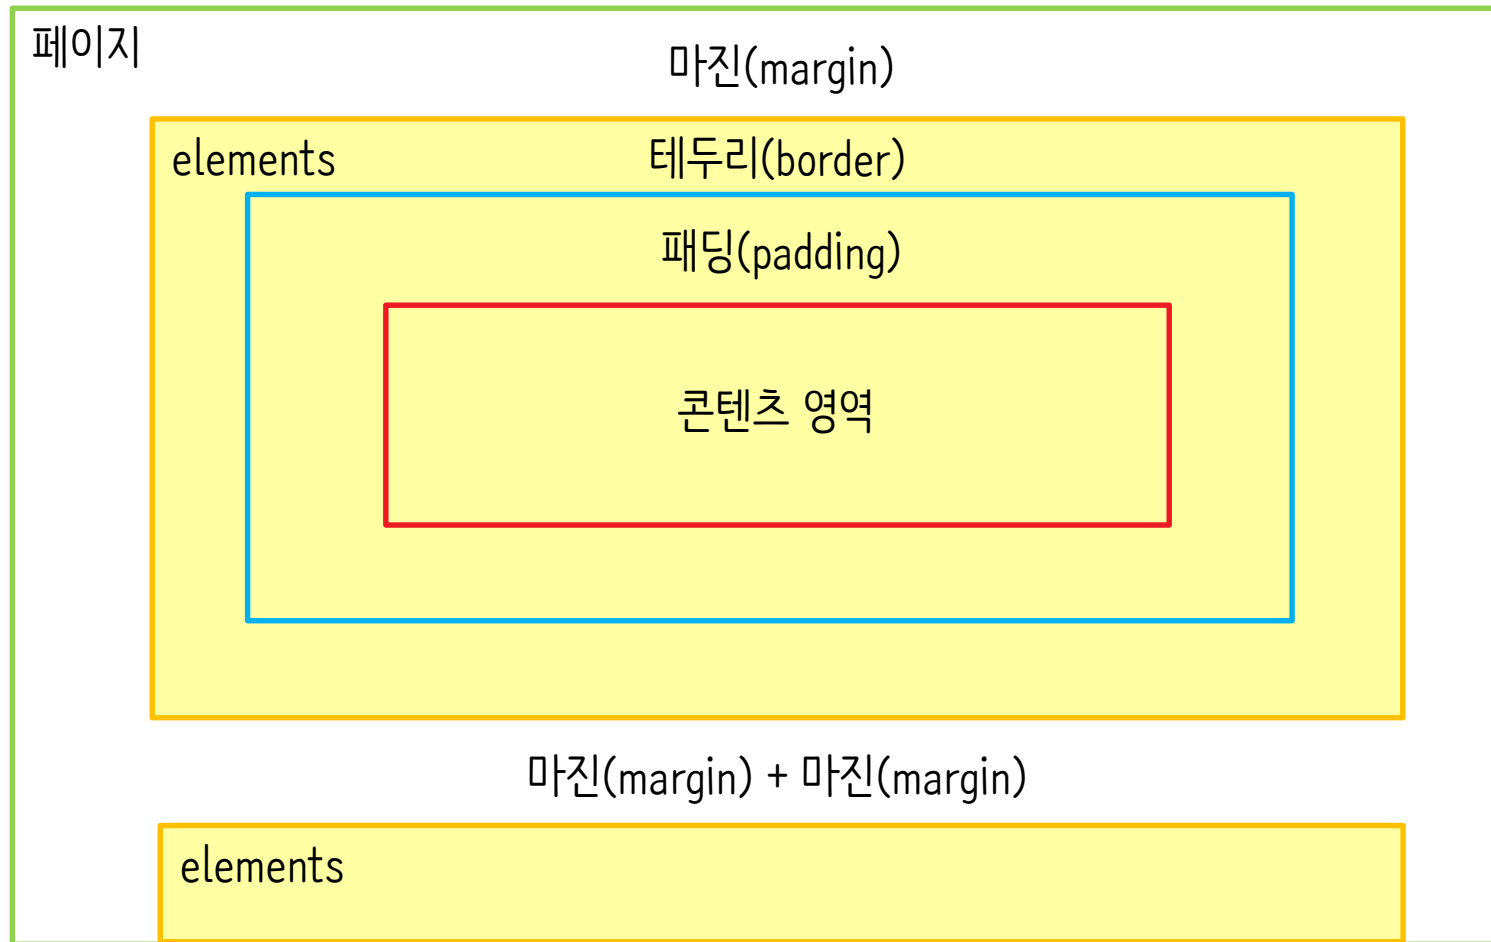 페이지
마진(margin)
elements
테두리(border)
패딩(padding)
콘텐츠 영역
마진(margin) + 마진(margin)
elements